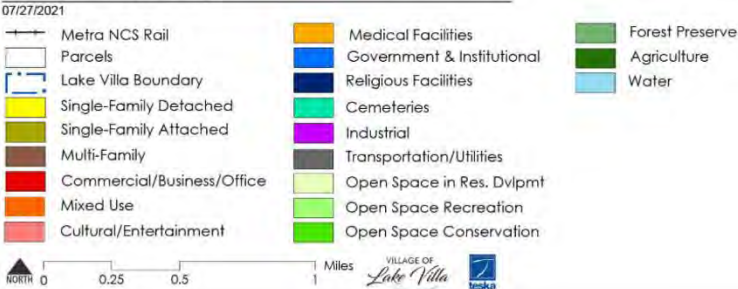 07/27/2021
Metra NCS Rail
Parcels
Lake Villa Boundary
Single-Family Detached
Single-Family Attached
Multi-Family
Commercial/Business/Office
Mixed Use
Cultural/Entertainment
Medical Facilities
Government & Institutional
Religious Facilities
Cemeteries
Industrial
Transportation/Utilities
Open Space in Res. Dvlpmt
Open Space Recreation
Open Space Conservation
Forest Preserve
Agriculture
Water
NORTH 0 0.25 0.5 1 Miles
VILLAGE OF
Lake Villa
teska